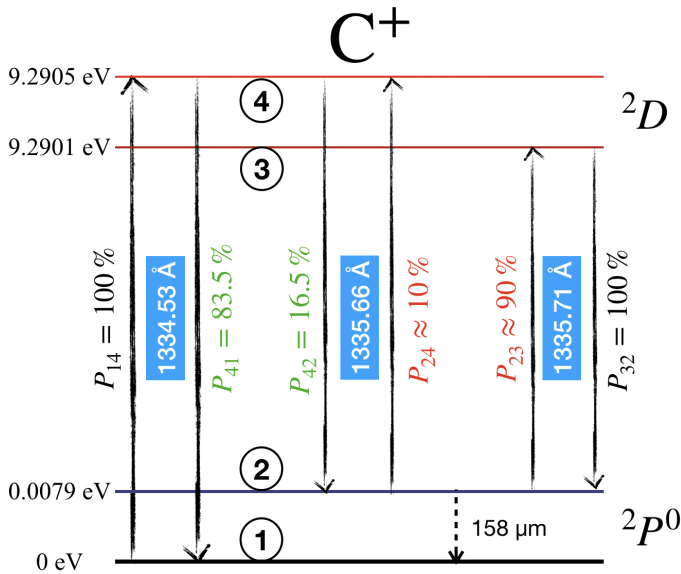 C⁺
9.2905 eV
4
²D
9.2901 eV
3
P₁₄ = 100 %
1334.53 Å
P₄₁ = 83.5 %
P₄₂ = 16.5 %
1335.66 Å
P₂₄ ≈ 10 %
P₂₃ ≈ 90 %
1335.71 Å
P₃₂ = 100 %
2
0.0079 eV
²P⁰
158 µm
1
0 eV